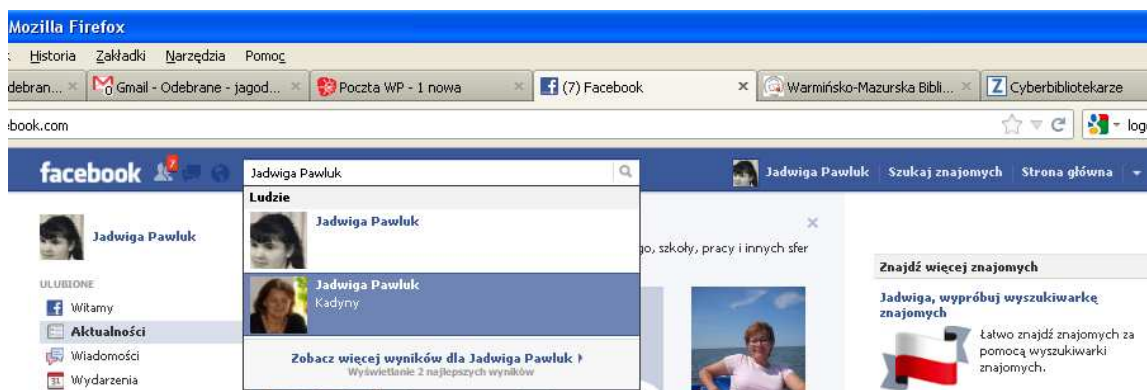 Mozilla Firefox
Historia Zakładki Narzędzia Pomoc
debran... × Gmail - Odebrane - jagod... × Poczta WP - 1 nowa × (7) Facebook × Warmińsko-Mazurska Bibli... × Cyberbibliotekarze
ebook.com
facebook 7 Jadwiga Pawluk Jadwiga Pawluk Szukaj znajomych Strona główna
Ludzie
Jadwiga Pawluk
Jadwiga Pawluk
Jadwiga Pawluk
Kadyny
Zobacz więcej wyników dla Jadwiga Pawluk
Wyświetlanie 2 najlepszych wyników
ULUBIONE
Witamy
Aktualności
Wiadomości
31 Wydarzenia
go, szkoły, pracy i innych sfer
Znajdź więcej znajomych
Jadwiga, wypróbuj wyszukiwarkę
znajomych
Łatwo znajdź znajomych za
pomocą wyszukiwarki
znajomych.